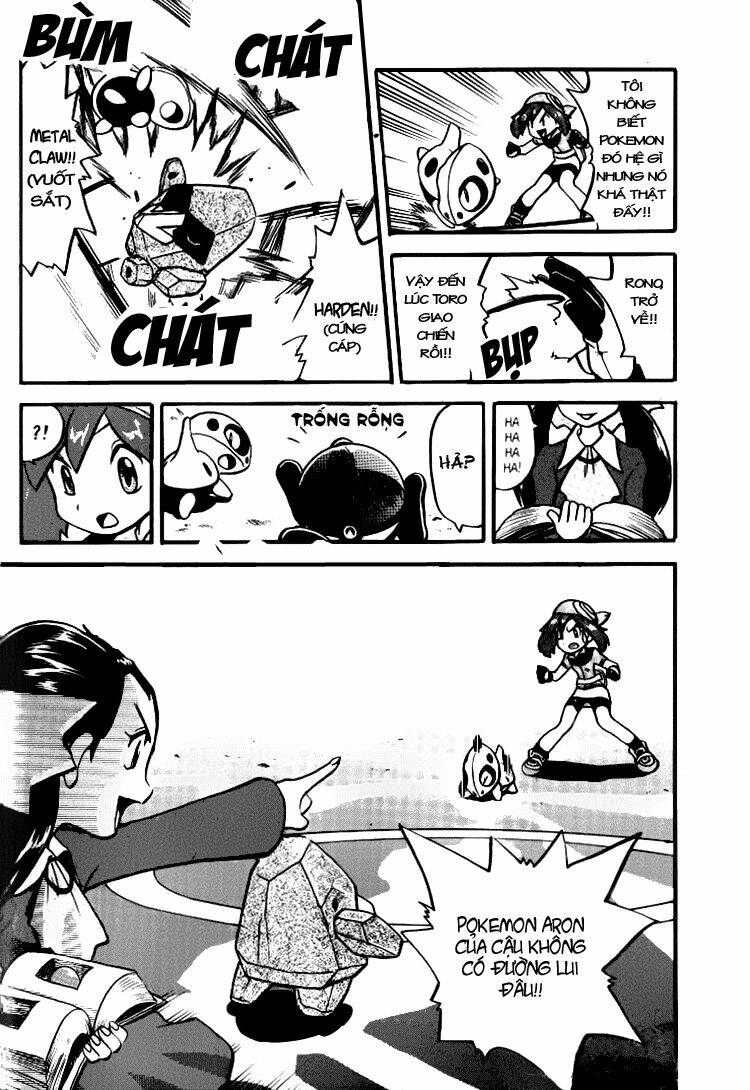 TÔI
KHÔNG
BIẾT
POKEMON
ĐÓ HỆ GÌ
NHƯNG NÓ
KHÁ THẬT
ĐẤY!!
BÙM
CHÁT
METAL
CLAW!!
(VUỐT
SẮT)
HARDEN!!
(CỨNG
CÁP)
CHÁT
RONO,
TRỞ
VỀ!!
BỤP
VẬY ĐẾN
LÚC TORO
GIAO
CHIẾN
RỒI!!
HA
HA
HA
HA!
HẢ?
TRỐNG RỖNG
?!
POKEMON ARON
CỦA CẬU KHÔNG
CÓ ĐƯỜNG LUI
ĐÂU!!